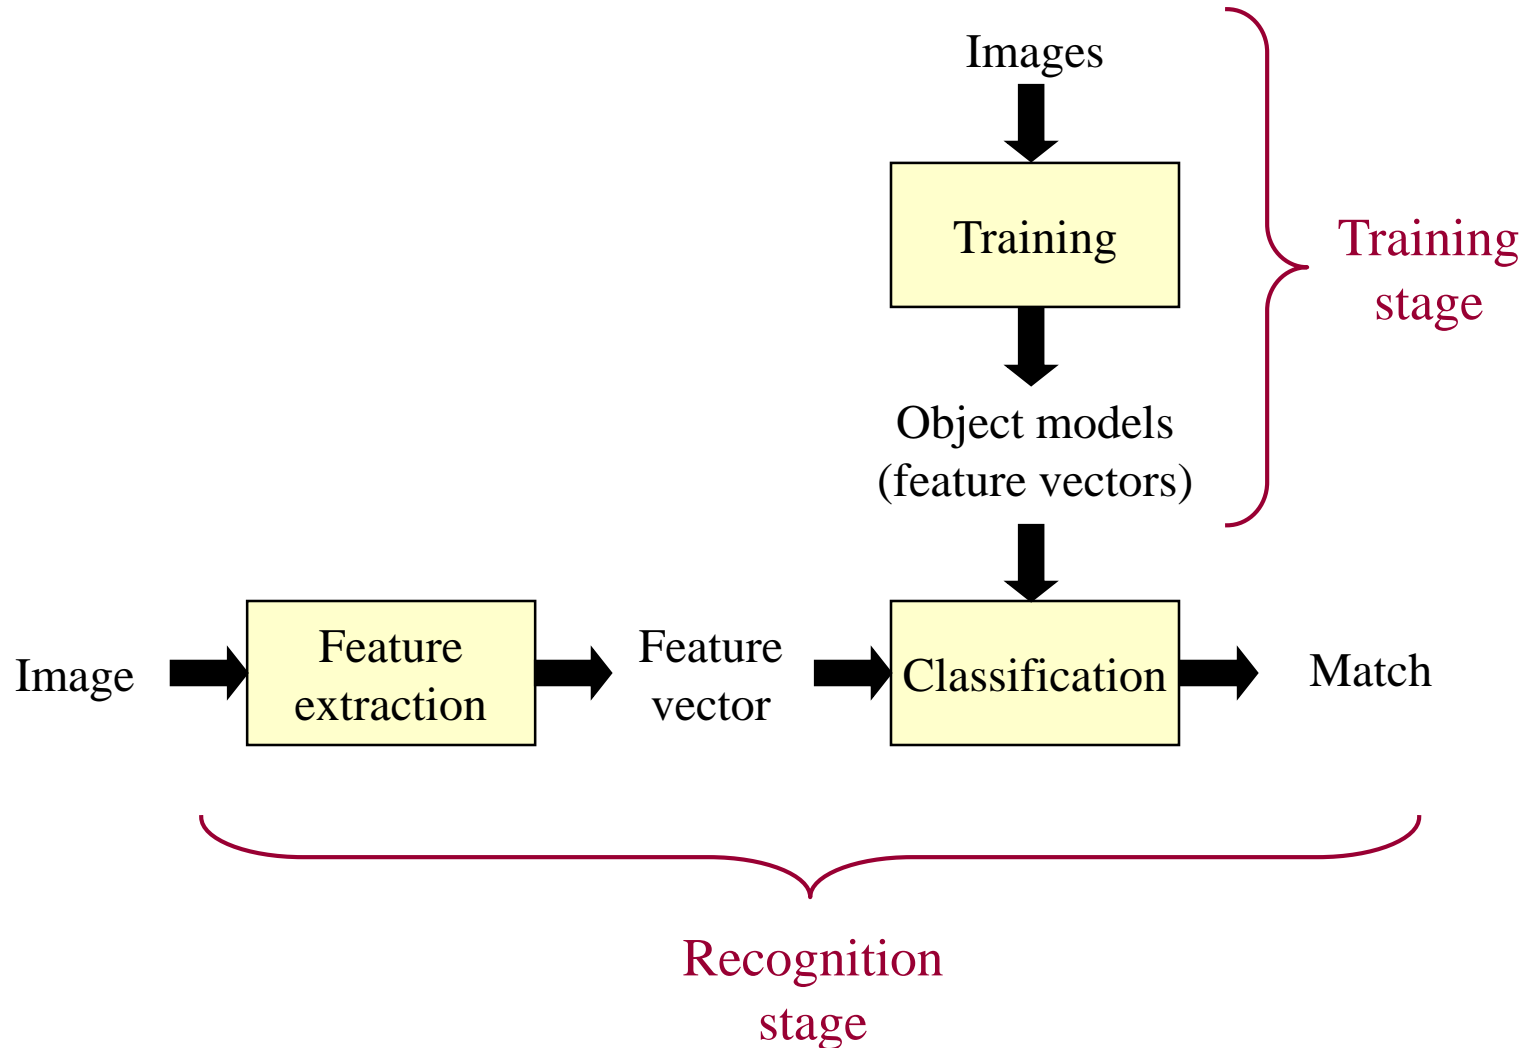 Images
Training
Training
stage
Object models
(feature vectors)
Image
Feature
extraction
Feature
vector
Classification
Match
Recognition
stage